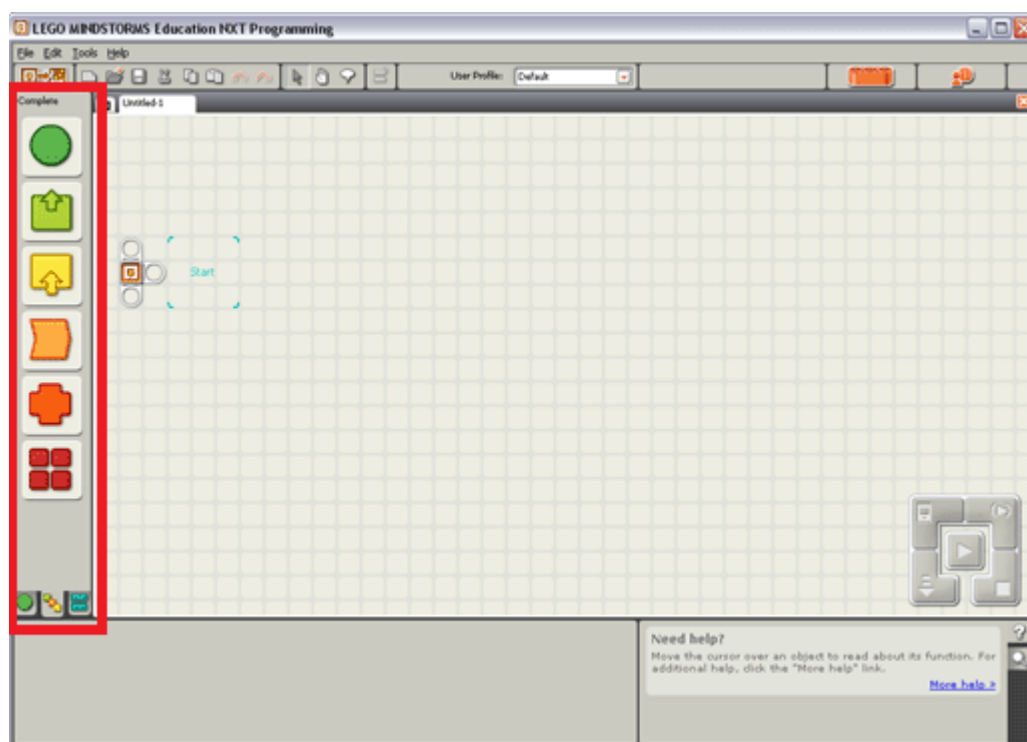 LEGO MINDSTORMS Education NXT Programming
File Edit Tools Help
User Profile: Default
Complete
Untitled-1
Start
Need help?
Move the cursor over an object to read about its function. For
additional help, click the "More help" link.
More help >